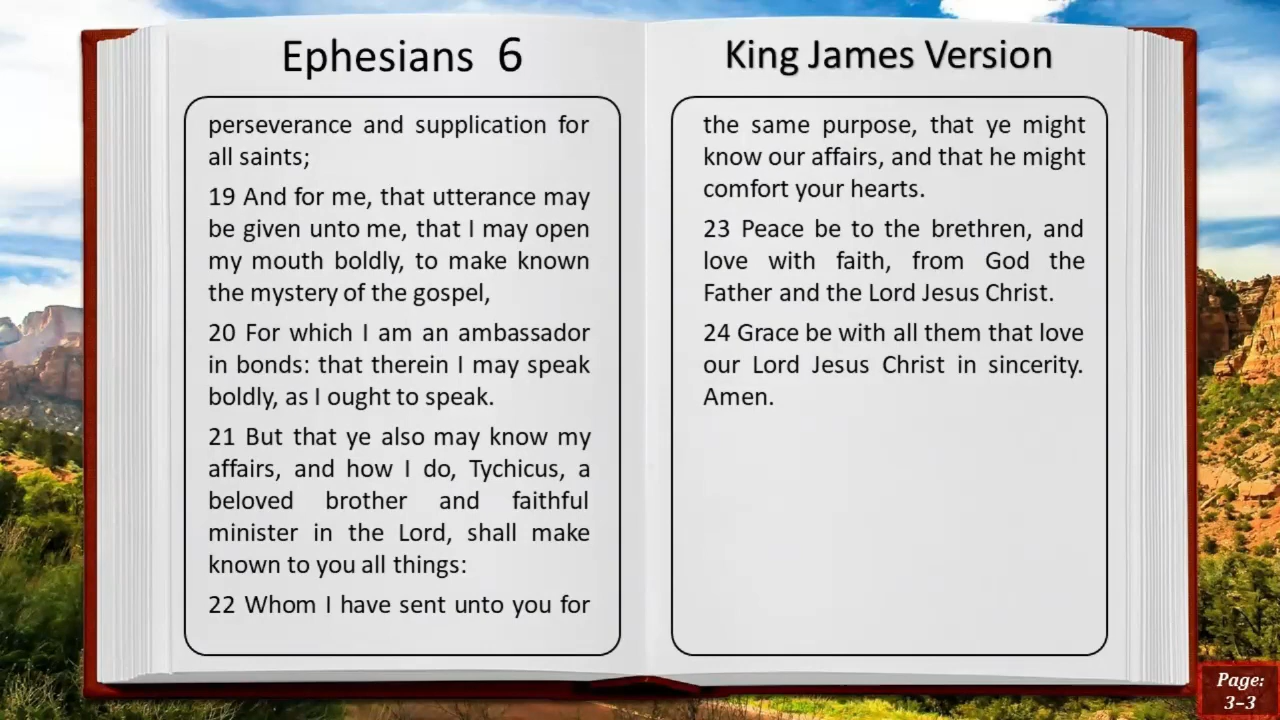 Ephesians 6
perseverance and supplication for
all saints;
19 And for me, that utterance may
be given unto me, that I may open
my mouth boldly, to make known
the mystery of the gospel,
20 For which I am an ambassador
in bonds: that therein I may speak
boldly, as I ought to speak.
21 But that ye also may know my
affairs, and how I do, Tychicus, a
beloved brother and faithful
minister in the Lord, shall make
known to you all things:
22 Whom I have sent unto you for
King James Version
the same purpose, that ye might
know our affairs, and that he might
comfort your hearts.
23 Peace be to the brethren, and
love with faith, from God the
Father and the Lord Jesus Christ.
24 Grace be with all them that love
our Lord Jesus Christ in sincerity.
Amen.
Page:
3-3